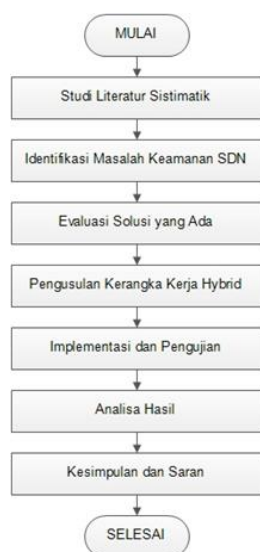 MULAI
Studi Literatur Sistimatik
Identifikasi Masalah Keamanan SDN
Evaluasi Solusi yang Ada
Pengusulan Kerangka Kerja Hybrid
Implementasi dan Pengujian
Analisa Hasil
Kesimpulan dan Saran
SELESAI